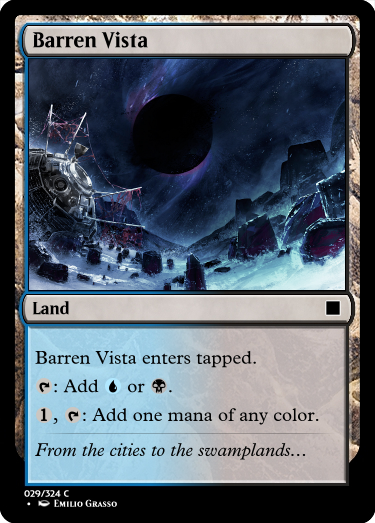 Barren Vista
Land
Barren Vista enters tapped.
: Add or .
1 , : Add one mana of any color.
From the cities to the swamplands...
029/324 C
• Emilio Grasso